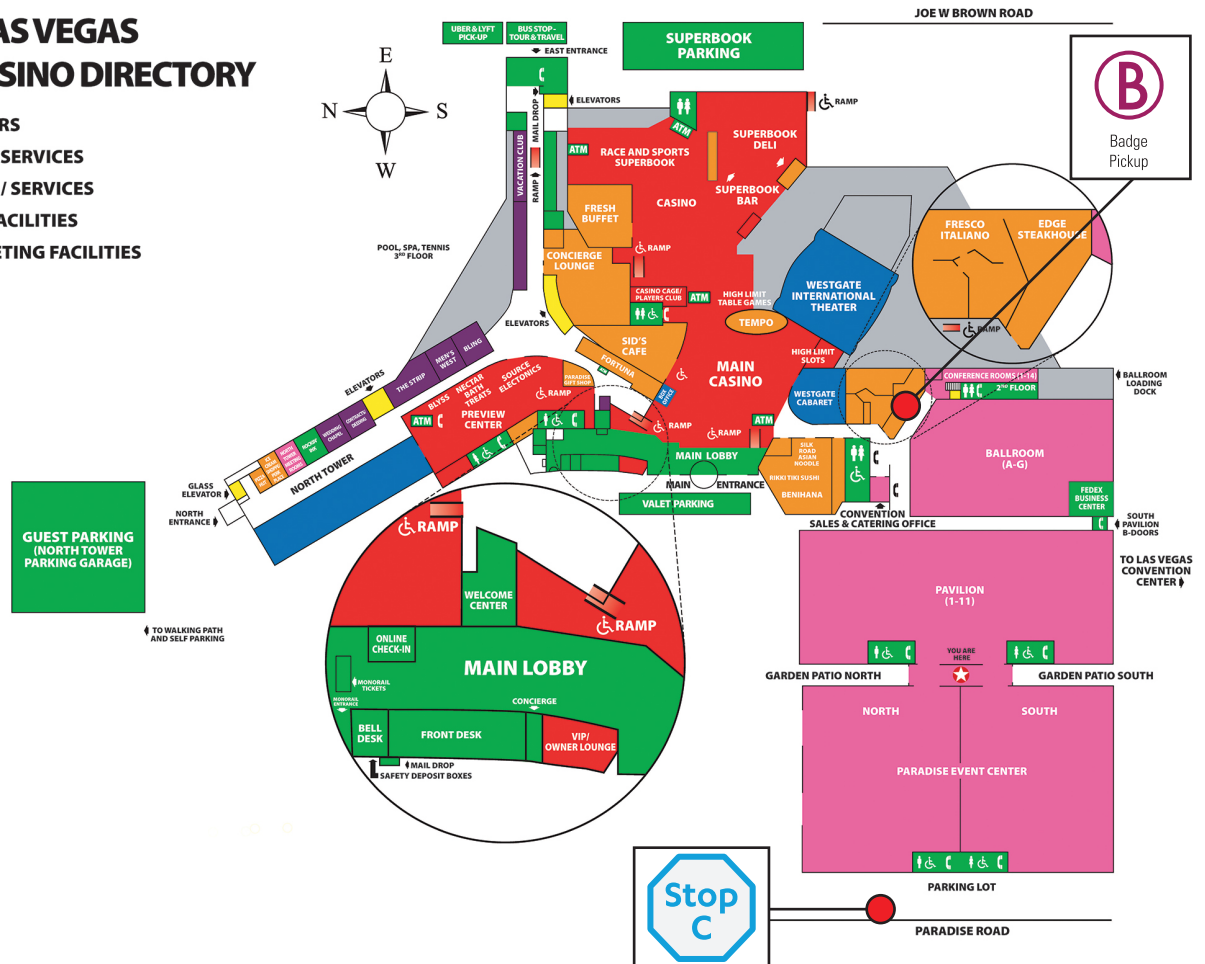 AS VEGAS
SINO DIRECTORY
RS
SERVICES
/ SERVICES
ACILITIES
ETING FACILITIES
E
N
S
W
UBER & LYFT
PICK-UP
BUS STOP -
TOUR & TRAVEL
EAST ENTRANCE
SUPERBOOK
PARKING
JOE W BROWN ROAD
B
Badge
Pickup
ELEVATORS
MAIL DROP
VACATION CLUB
RAMP
ATM
ATM
RAMP
RACE AND SPORTS
SUPERBOOK
SUPERBOOK
DELI
SUPERBOOK
BAR
CASINO
FRESH
BUFFET
RAMP
CONCIERGE
LOUNGE
POOL, SPA, TENNIS
3RD FLOOR
CASINO CAGE/
PLAYERS CLUB
ATM
HIGH LIMIT
TABLE GAMES
TEMPO
WESTGATE
INTERNATIONAL
THEATER
FRESCO
ITALIANO
EDGE
STEAKHOUSE
RAMP
ELEVATORS
SID'S
CAFE
FORTUNA
MAIN
CASINO
HIGH LIMIT
SLOTS
BOX
OFFICE
WESTGATE
CABARET
CONFERENCE ROOMS (1-14)
2ND FLOOR
BALLROOM
LOADING
DOCK
ELEVATORS
THE STRIP
MEN'S
WEST
BLING
BLYSS
NECTAR
BATH
TREATS
SOURCE
ELECTONICS
PARADISE
GIFT SHOP
RAMP
PREVIEW
CENTER
ATM
RAMP
RAMP
ATM
MAIN LOBBY
MAIN
ENTRANCE
VALET PARKING
SILK
ROAD
ASIAN
NOODLE
RIKKI TIKI SUSHI
BENIHANA
CONVENTION
SALES & CATERING OFFICE
BALLROOM
(A-G)
FEDEX
BUSINESS
CENTER
SOUTH
PAVILION
B-DOORS
TO LAS VEGAS
CONVENTION
CENTER
NORTH
TOWER
MEETING
ROOMS
WEDDING
CHAPEL
NORTH TOWER
GLASS
ELEVATOR
NORTH
ENTRANCE
GUEST PARKING
(NORTH TOWER
PARKING GARAGE)
TO WALKING PATH
AND SELF PARKING
RAMP
WELCOME
CENTER
RAMP
ONLINE
CHECK-IN
MAIN LOBBY
MONORAIL
TICKETS
MONORAIL
ENTRANCE
CONCIERGE
BELL
DESK
FRONT DESK
VIP/
OWNER LOUNGE
MAIL DROP
SAFETY DEPOSIT BOXES
PAVILION
(1-11)
YOU ARE
HERE
GARDEN PATIO NORTH
GARDEN PATIO SOUTH
NORTH
SOUTH
PARADISE EVENT CENTER
PARKING LOT
Stop
C
PARADISE ROAD